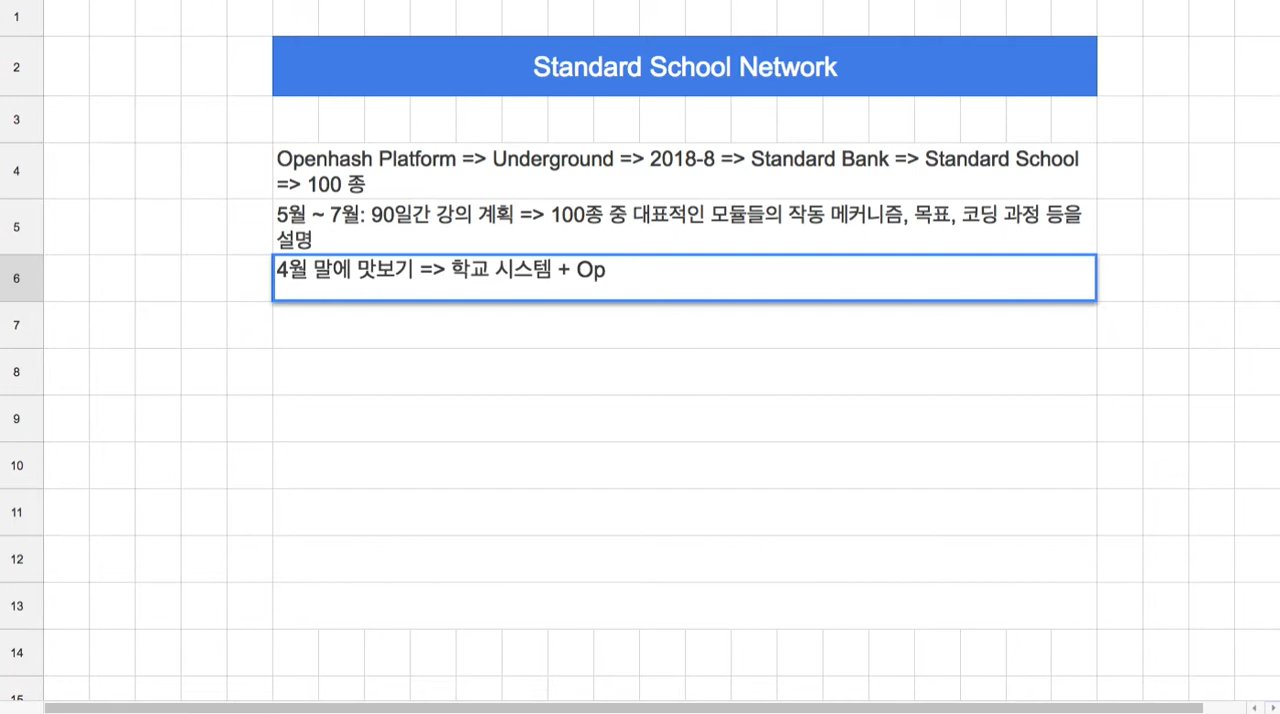 1
2
Standard School Network
3
4
Openhash Platform => Underground => 2018-8 => Standard Bank => Standard School
=> 100 종
5
5월 ~ 7월: 90일간 강의 계획 => 100종 중 대표적인 모듈들의 작동 메커니즘, 목표, 코딩 과정 등을
설명
6
4월 말에 맛보기 => 학교 시스템 + Op
7
8
9
10
11
12
13
14
15